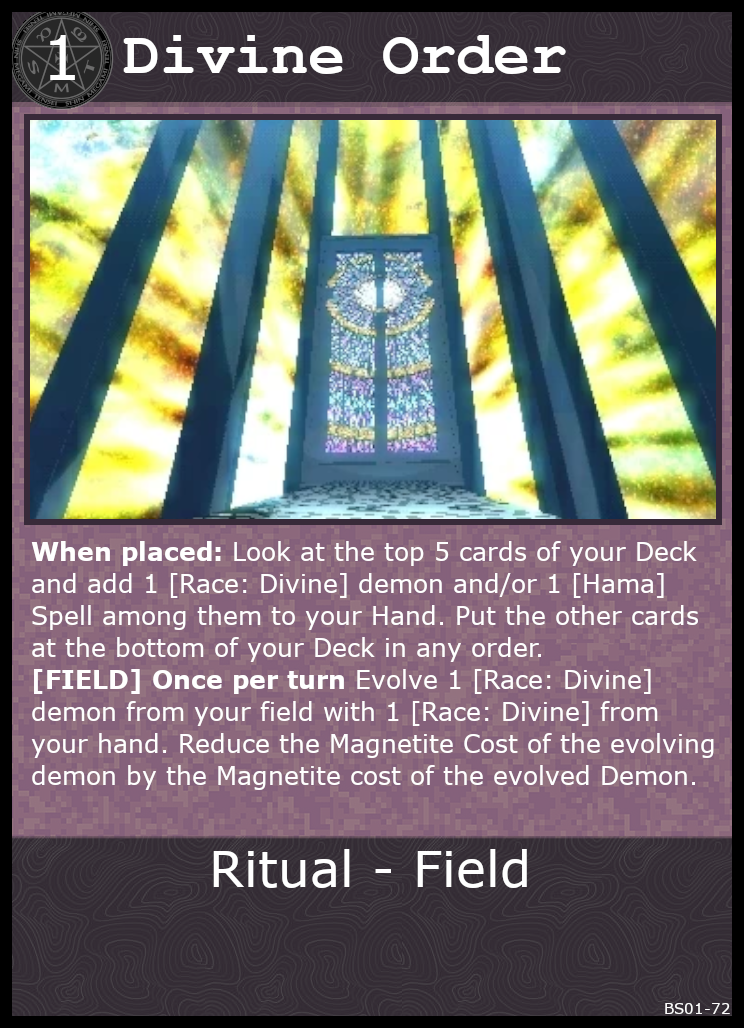 1 Divine Order
When placed: Look at the top 5 cards of your Deck
and add 1 [Race: Divine] demon and/or 1 [Hama]
Spell among them to your Hand. Put the other cards
at the bottom of your Deck in any order.
[FIELD] Once per turn Evolve 1 [Race: Divine]
demon from your field with 1 [Race: Divine] from
your hand. Reduce the Magnetite Cost of the evolving
demon by the Magnetite cost of the evolved Demon.
Ritual - Field
BS01-72